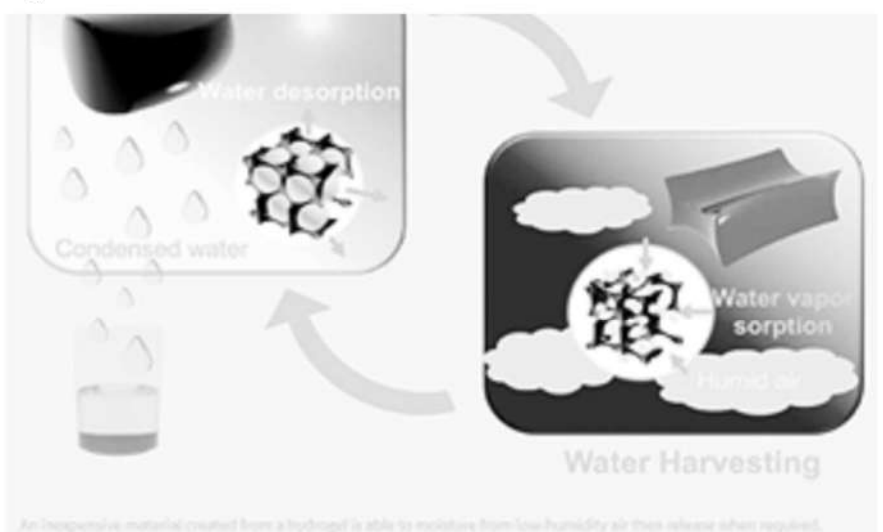 Water desorption
Condensed water
Water vapor
sorption
Humid air
Water Harvesting
An inexpensive material created from a hydrogel is able to moisture from low-humidity air then release when required.